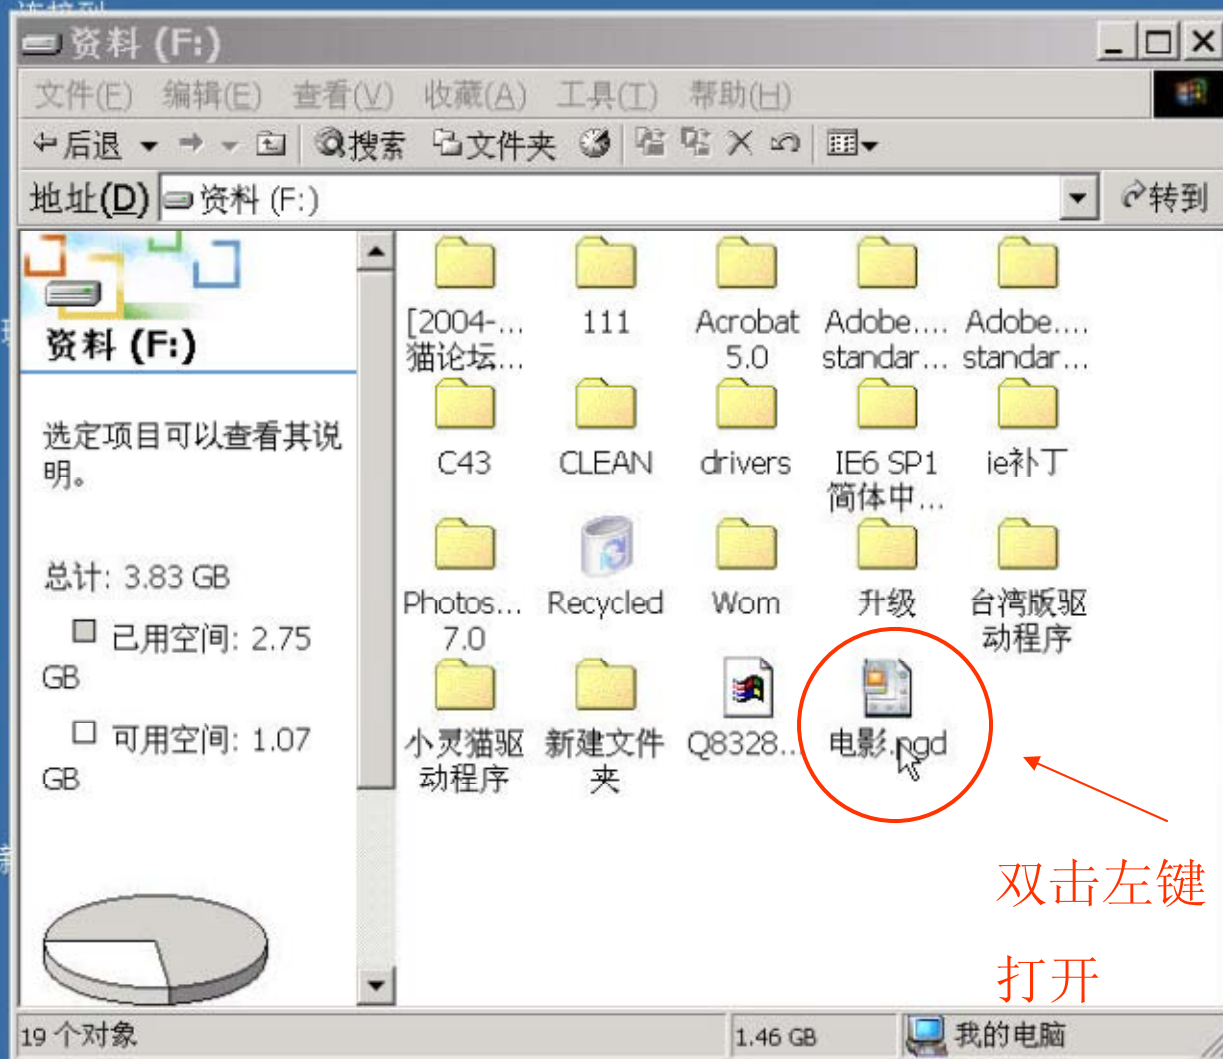 连接到
资料 (F:)
文件(E) 编辑(E) 查看(V) 收藏(A) 工具(T) 帮助(H)
后退 搜索 文件夹
地址(D) 资料 (F:) 转到
资料 (F:)
选定项目可以查看其说
明。
总计: 3.83 GB
已用空间: 2.75
GB
可用空间: 1.07
GB
[2004-... 111 Acrobat Adobe.... Adobe....
猫论坛... 5.0 standar... standar...
C43 CLEAN drivers IE6 SP1 ie补丁
简体中...
Photos... Recycled Wom 升级 台湾版驱
7.0 动程序
小灵猫驱 新建文件 Q8328... 电影.pgd
动程序 夹
双击左键
打开
19 个对象 1.46 GB 我的电脑